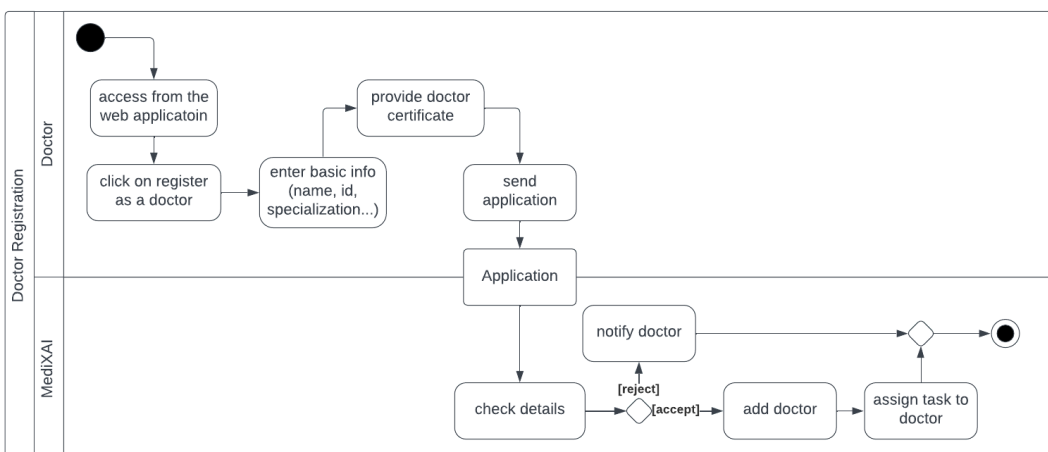 Doctor Registration
Doctor
access from the
web applicatoin
click on register
as a doctor
enter basic info
(name, id,
specialization...)
provide doctor
certificate
send
application
Application
MediXAI
check details
[reject]
notify doctor
[accept]
add doctor
assign task to
doctor